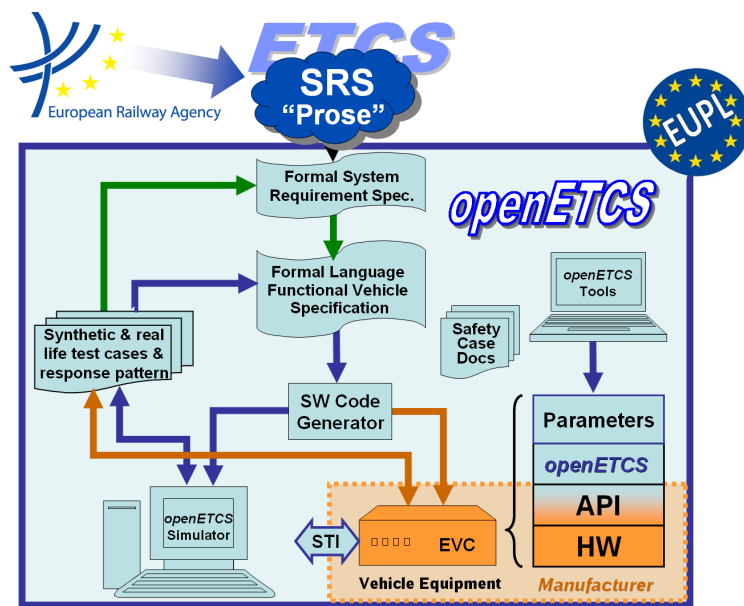 ETCS
SRS
“Prose”
European Railway Agency
EUPL
Formal System
Requirement Spec.
openETCS
Formal Language
Functional Vehicle
Specification
openETCS
Tools
Synthetic & real
life test cases &
response pattern
Safety
Case
Docs
SW Code
Generator
Parameters
openETCS
API
HW
openETCS
Simulator
STI
EVC
Vehicle Equipment
Manufacturer